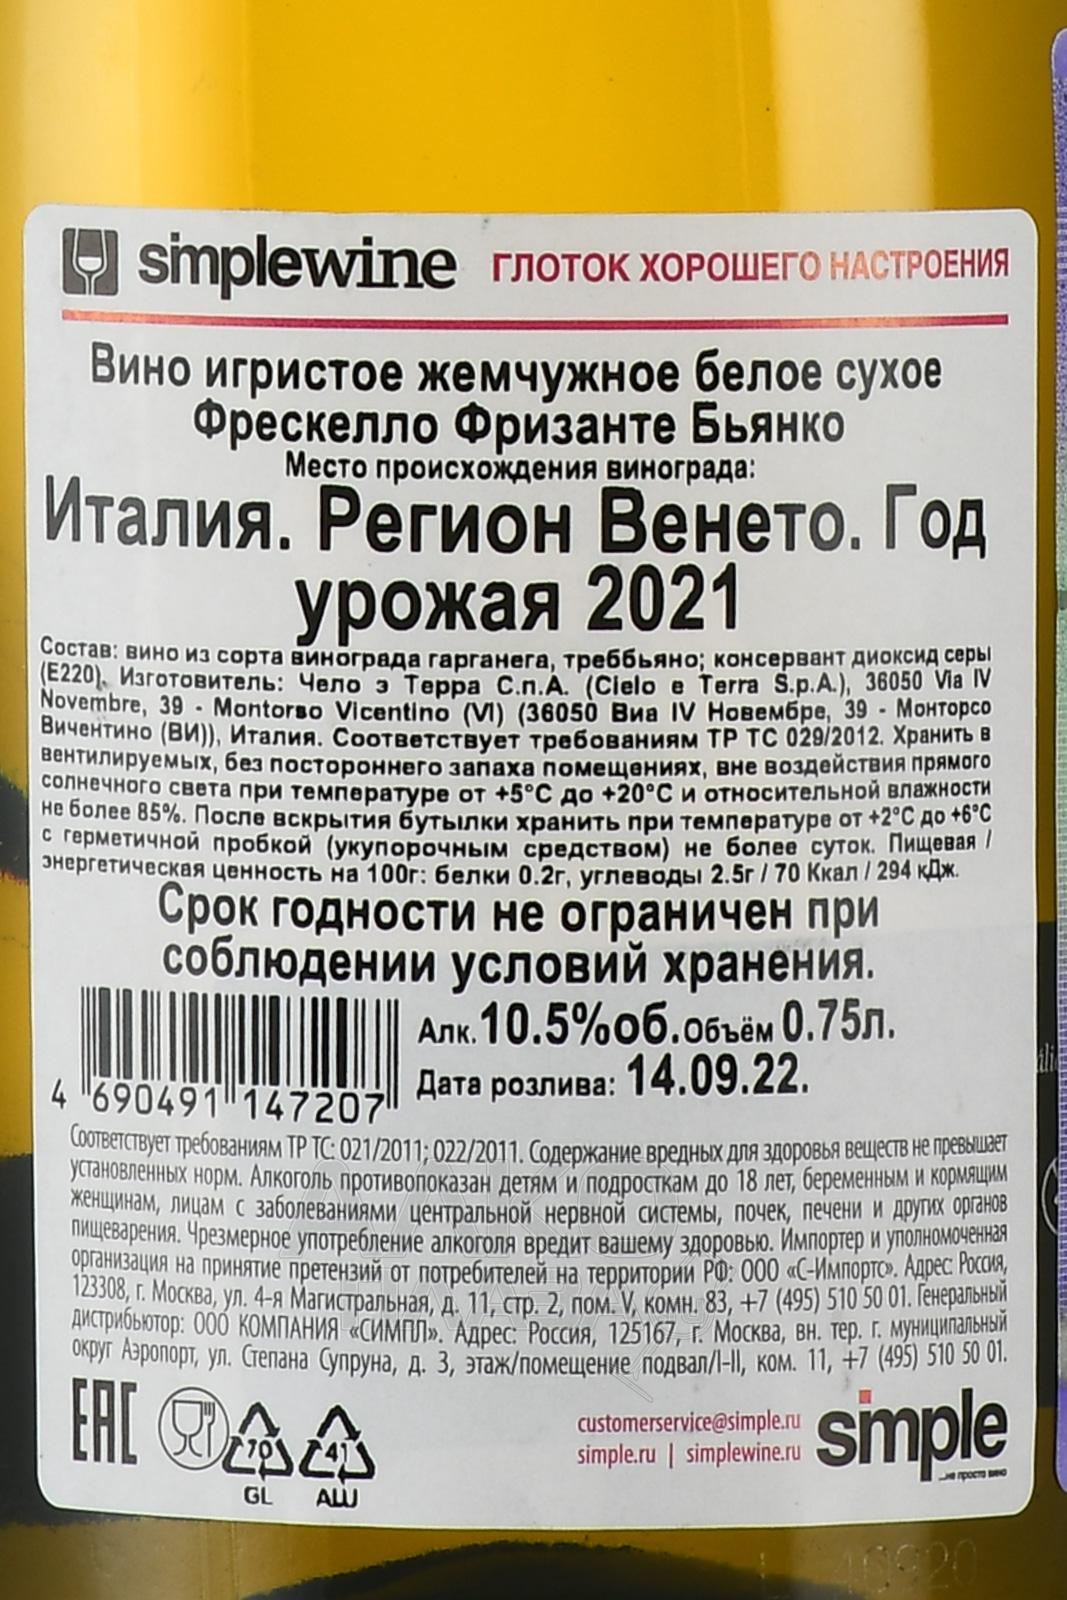 simplewine ГЛОТОК ХОРОШЕГО НАСТРОЕНИЯ
Вино игристое жемчужное белое сухое
Фрескелло Фризанте Бьянко
Место происхождения винограда:
Италия. Регион Венето. Год
урожая 2021
Состав: вино из сорта винограда гарганега, треббьяно; консервант диоксид серы
(Е220). Изготовитель: Чело э Терра С.п.А. (Cielo e Terra S.p.A.), 36050 Via IV
Novembre, 39 - Montorso Vicentino (VI) (36050 Виа IV Новембре, 39 - Монторсо
Вичентино (ВИ)), Италия. Соответствует требованиям ТР ТС 029/2012. Хранить в
вентилируемых, без постороннего запаха помещениях, вне воздействия прямого
солнечного света при температуре от +5°С до +20°С и относительной влажности
не более 85%. После вскрытия бутылки хранить при температуре от +2°С до +6°С
с герметичной пробкой (укупорочным средством) не более суток. Пищевая /
энергетическая ценность на 100г: белки 0.2г, углеводы 2.5г / 70 Ккал / 294 кДж.
Срок годности не ограничен при
соблюдении условий хранения.
Алк. 10.5%об. Объём 0.75л.
Дата розлива: 14.09.22.
4 690491 147207
Соответствует требованиям ТР ТС: 021/2011; 022/2011. Содержание вредных для здоровья веществ не превышает
установленных норм. Алкоголь противопоказан детям и подросткам до 18 лет, беременным и кормящим
женщинам, лицам с заболеваниями центральной нервной системы, почек, печени и других органов
пищеварения. Чрезмерное употребление алкоголя вредит вашему здоровью. Импортер и уполномоченная
организация на принятие претензий от потребителей на территории РФ: ООО «С-Импортс». Адрес: Россия,
123308, г. Москва, ул. 4-я Магистральная, д. 11, стр. 2, пом. V, комн. 83, +7 (495) 510 50 01. Генеральный
дистрибьютор: ООО КОМПАНИЯ «СИМПЛ». Адрес: Россия, 125167, г. Москва, вн. тер. г. муниципальный
округ Аэропорт, ул. Степана Супруна, д. 3, этаж/помещение подвал/I-II, ком. 11, +7 (495) 510 50 01.
EAC
70
GL
41
ALU
customerservice@simple.ru
simple.ru | simplewine.ru
simple
...не просто вино